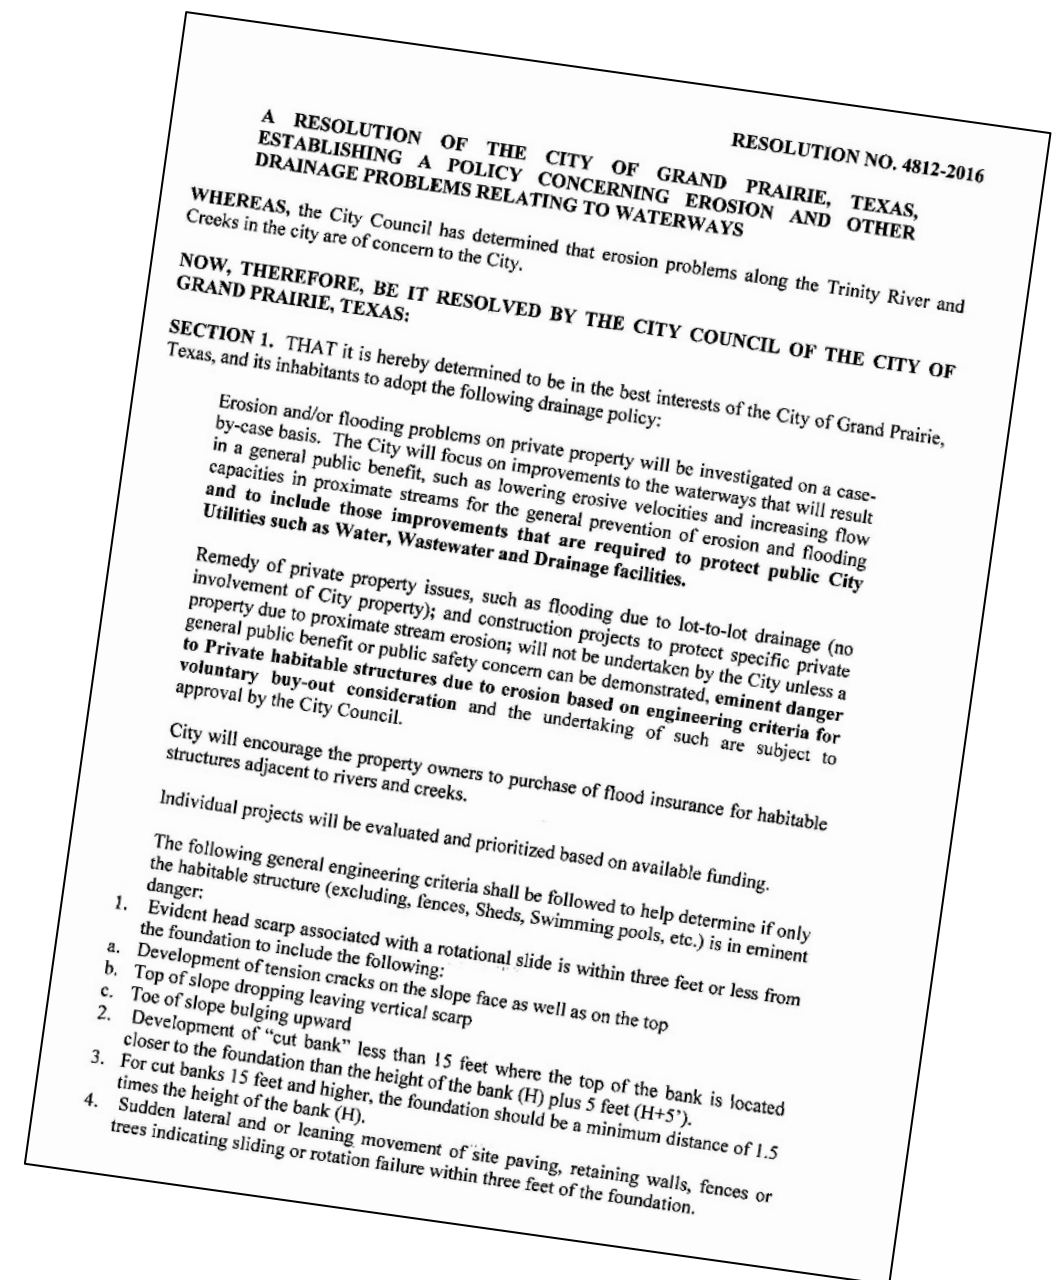 RESOLUTION NO. 4812-2016
A RESOLUTION OF THE CITY OF GRAND PRAIRIE, TEXAS,
ESTABLISHING A POLICY CONCERNING EROSION AND OTHER
DRAINAGE PROBLEMS RELATING TO WATERWAYS
WHEREAS, the City Council has determined that erosion problems along the Trinity River and
Creeks in the city are of concern to the City.
NOW, THEREFORE, BE IT RESOLVED BY THE CITY COUNCIL OF THE CITY OF
GRAND PRAIRIE, TEXAS:
SECTION 1. THAT it is hereby determined to be in the best interests of the City of Grand Prairie,
Texas, and its inhabitants to adopt the following drainage policy:
Erosion and/or flooding problems on private property will be investigated on a case-
by-case basis. The City will focus on improvements to the waterways that will result
in a general public benefit, such as lowering erosive velocities and increasing flow
capacities in proximate streams for the general prevention of erosion and flooding
and to include those improvements that are required to protect public City
Utilities such as Water, Wastewater and Drainage facilities.
Remedy of private property issues, such as flooding due to lot-to-lot drainage (no
involvement of City property); and construction projects to protect specific private
property due to proximate stream erosion; will not be undertaken by the City unless a
general public benefit or public safety concern can be demonstrated, eminent danger
to Private habitable structures due to erosion based on engineering criteria for
voluntary buy-out consideration and the undertaking of such are subject to
approval by the City Council.
City will encourage the property owners to purchase of flood insurance for habitable
structures adjacent to rivers and creeks.
Individual projects will be evaluated and prioritized based on available funding.
The following general engineering criteria shall be followed to help determine if only
the habitable structure (excluding, fences, Sheds, Swimming pools, etc.) is in eminent
danger:
1. Evident head scarp associated with a rotational slide is within three feet or less from
the foundation to include the following:
a. Development of tension cracks on the slope face as well as on the top
b. Top of slope dropping leaving vertical scarp
c. Toe of slope bulging upward
2. Development of “cut bank” less than 15 feet where the top of the bank is located
closer to the foundation than the height of the bank (H) plus 5 feet (H+5’).
3. For cut banks 15 feet and higher, the foundation should be a minimum distance of 1.5
times the height of the bank (H).
4. Sudden lateral and or leaning movement of site paving, retaining walls, fences or
trees indicating sliding or rotation failure within three feet of the foundation.